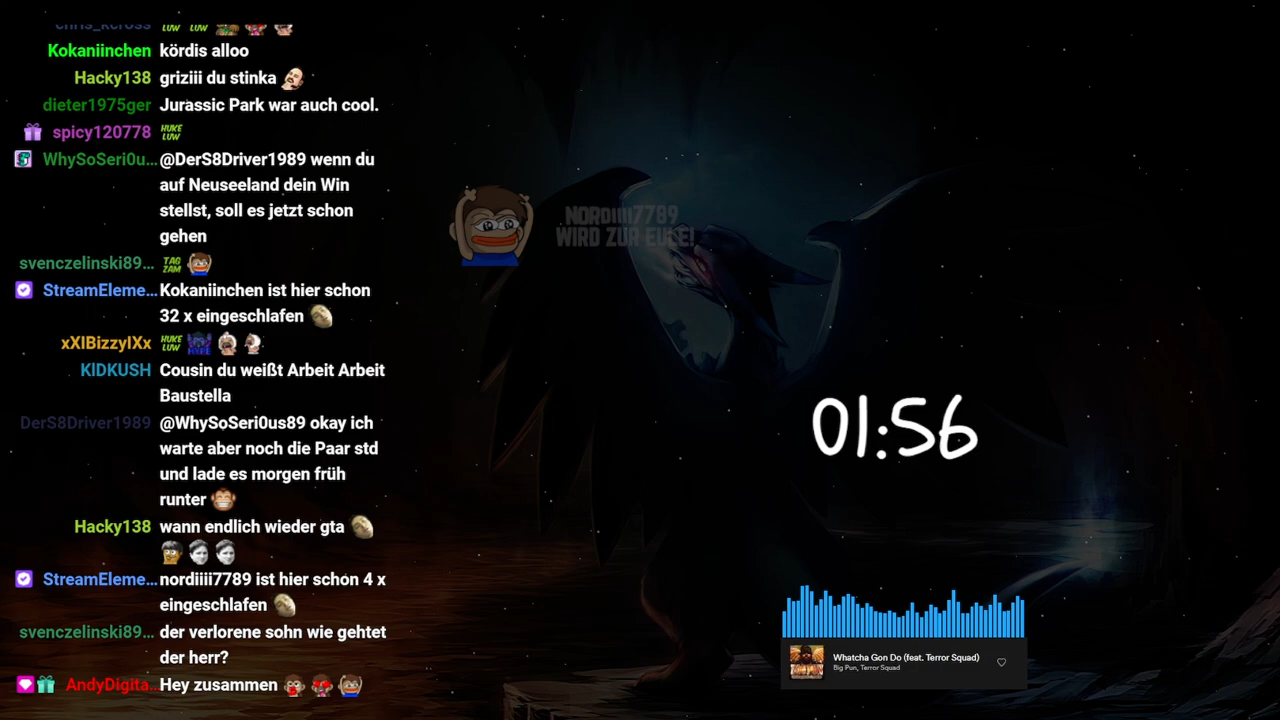 chris_kcross
Kokaniinchen kördis alloo
Hacky138 griziii du stinka
dieter1975ger Jurassic Park war auch cool.
spicy120778 HUKE LUW
WhySoSeri0u... @DerS8Driver1989 wenn du
auf Neuseeland dein Win
stellst, soll es jetzt schon
gehen
svenczelinski89... TAG ZAM
StreamEleme... Kokaniinchen ist hier schon
32 x eingeschlafen
xXIBizzyIXx HUKE LUW HYPE
KIDKUSH Cousin du weißt Arbeit Arbeit
Baustella
DerS8Driver1989 @WhySoSeri0us89 okay ich
warte aber noch die Paar std
und lade es morgen früh
runter
Hacky138 wann endlich wieder gta
StreamEleme... nordiiii7789 ist hier schon 4 x
eingeschlafen
svenczelinski89... der verlorene sohn wie gehtet
der herr?
AndyDigita... Hey zusammen
NORDIIII7789
WIRD ZUR EULE!
01:56
Whatcha Gon Do (feat. Terror Squad)
Big Pun, Terror Squad